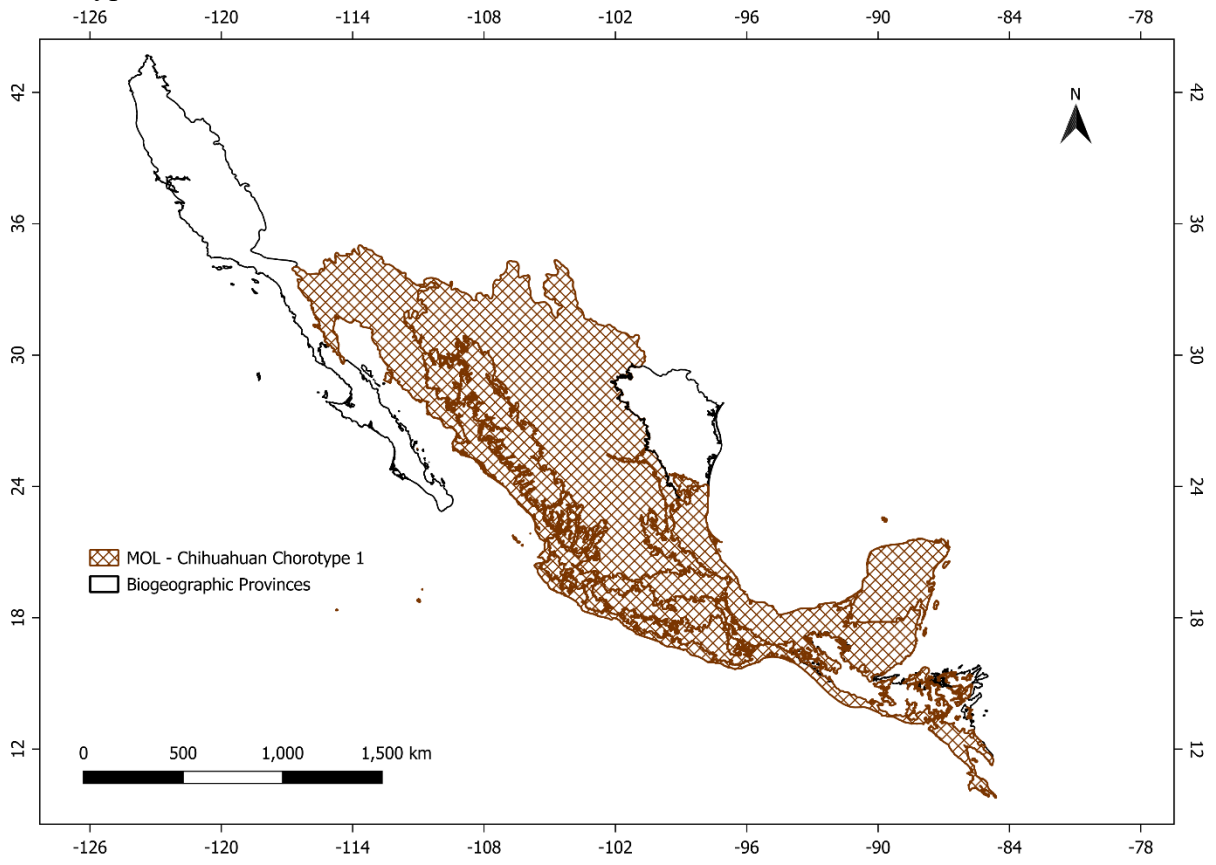 -126 -120 -114 -108 -102 -96 -90 -84 -78
42 42
N
36 36
30 30
24 24
MOL - Chihuahuan Chorotype 1
Biogeographic Provinces
18 18
12 12
0 500 1,000 1,500 km
-126 -120 -114 -108 -102 -96 -90 -84 -78